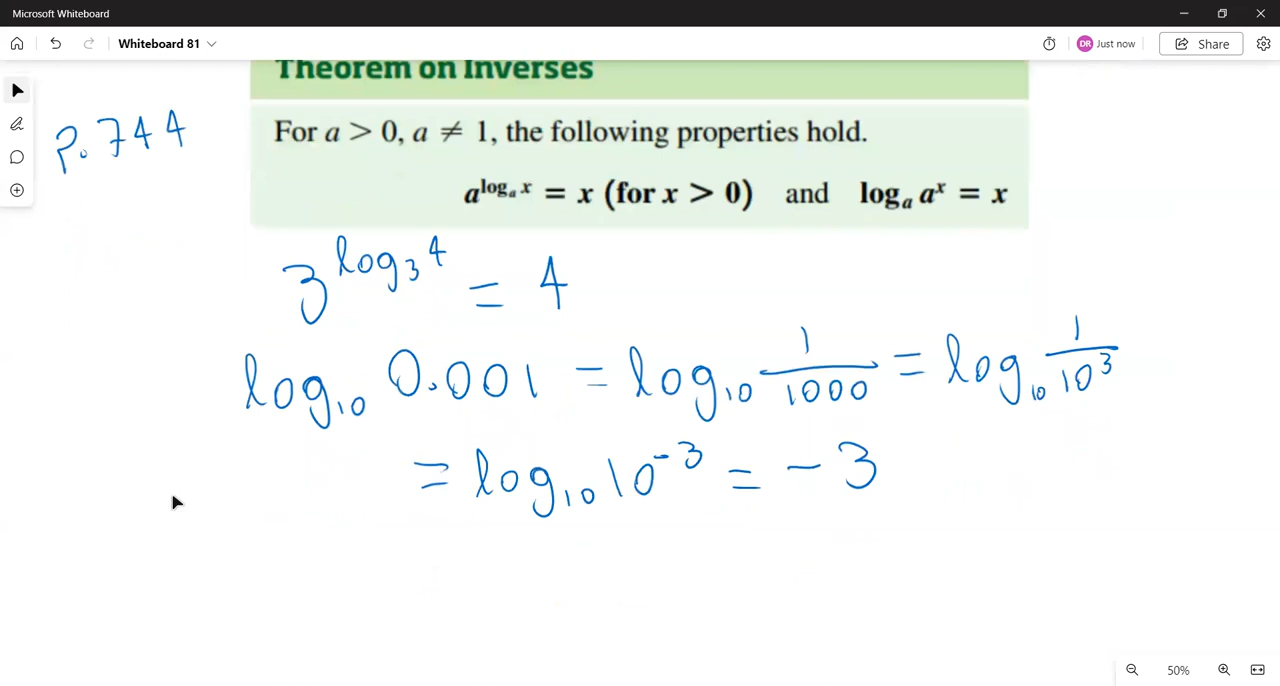 Microsoft Whiteboard
Whiteboard 81
DR Just now Share
Theorem on Inverses
P. 744
For a > 0, a ≠ 1, the following properties hold.
a^{log_a x} = x (for x > 0) and log_a a^x = x
3^{log_3 4} = 4
log_10 0.001 = log_10 1/1000 = log_10 1/10^3
= log_10 10^-3 = -3
50%